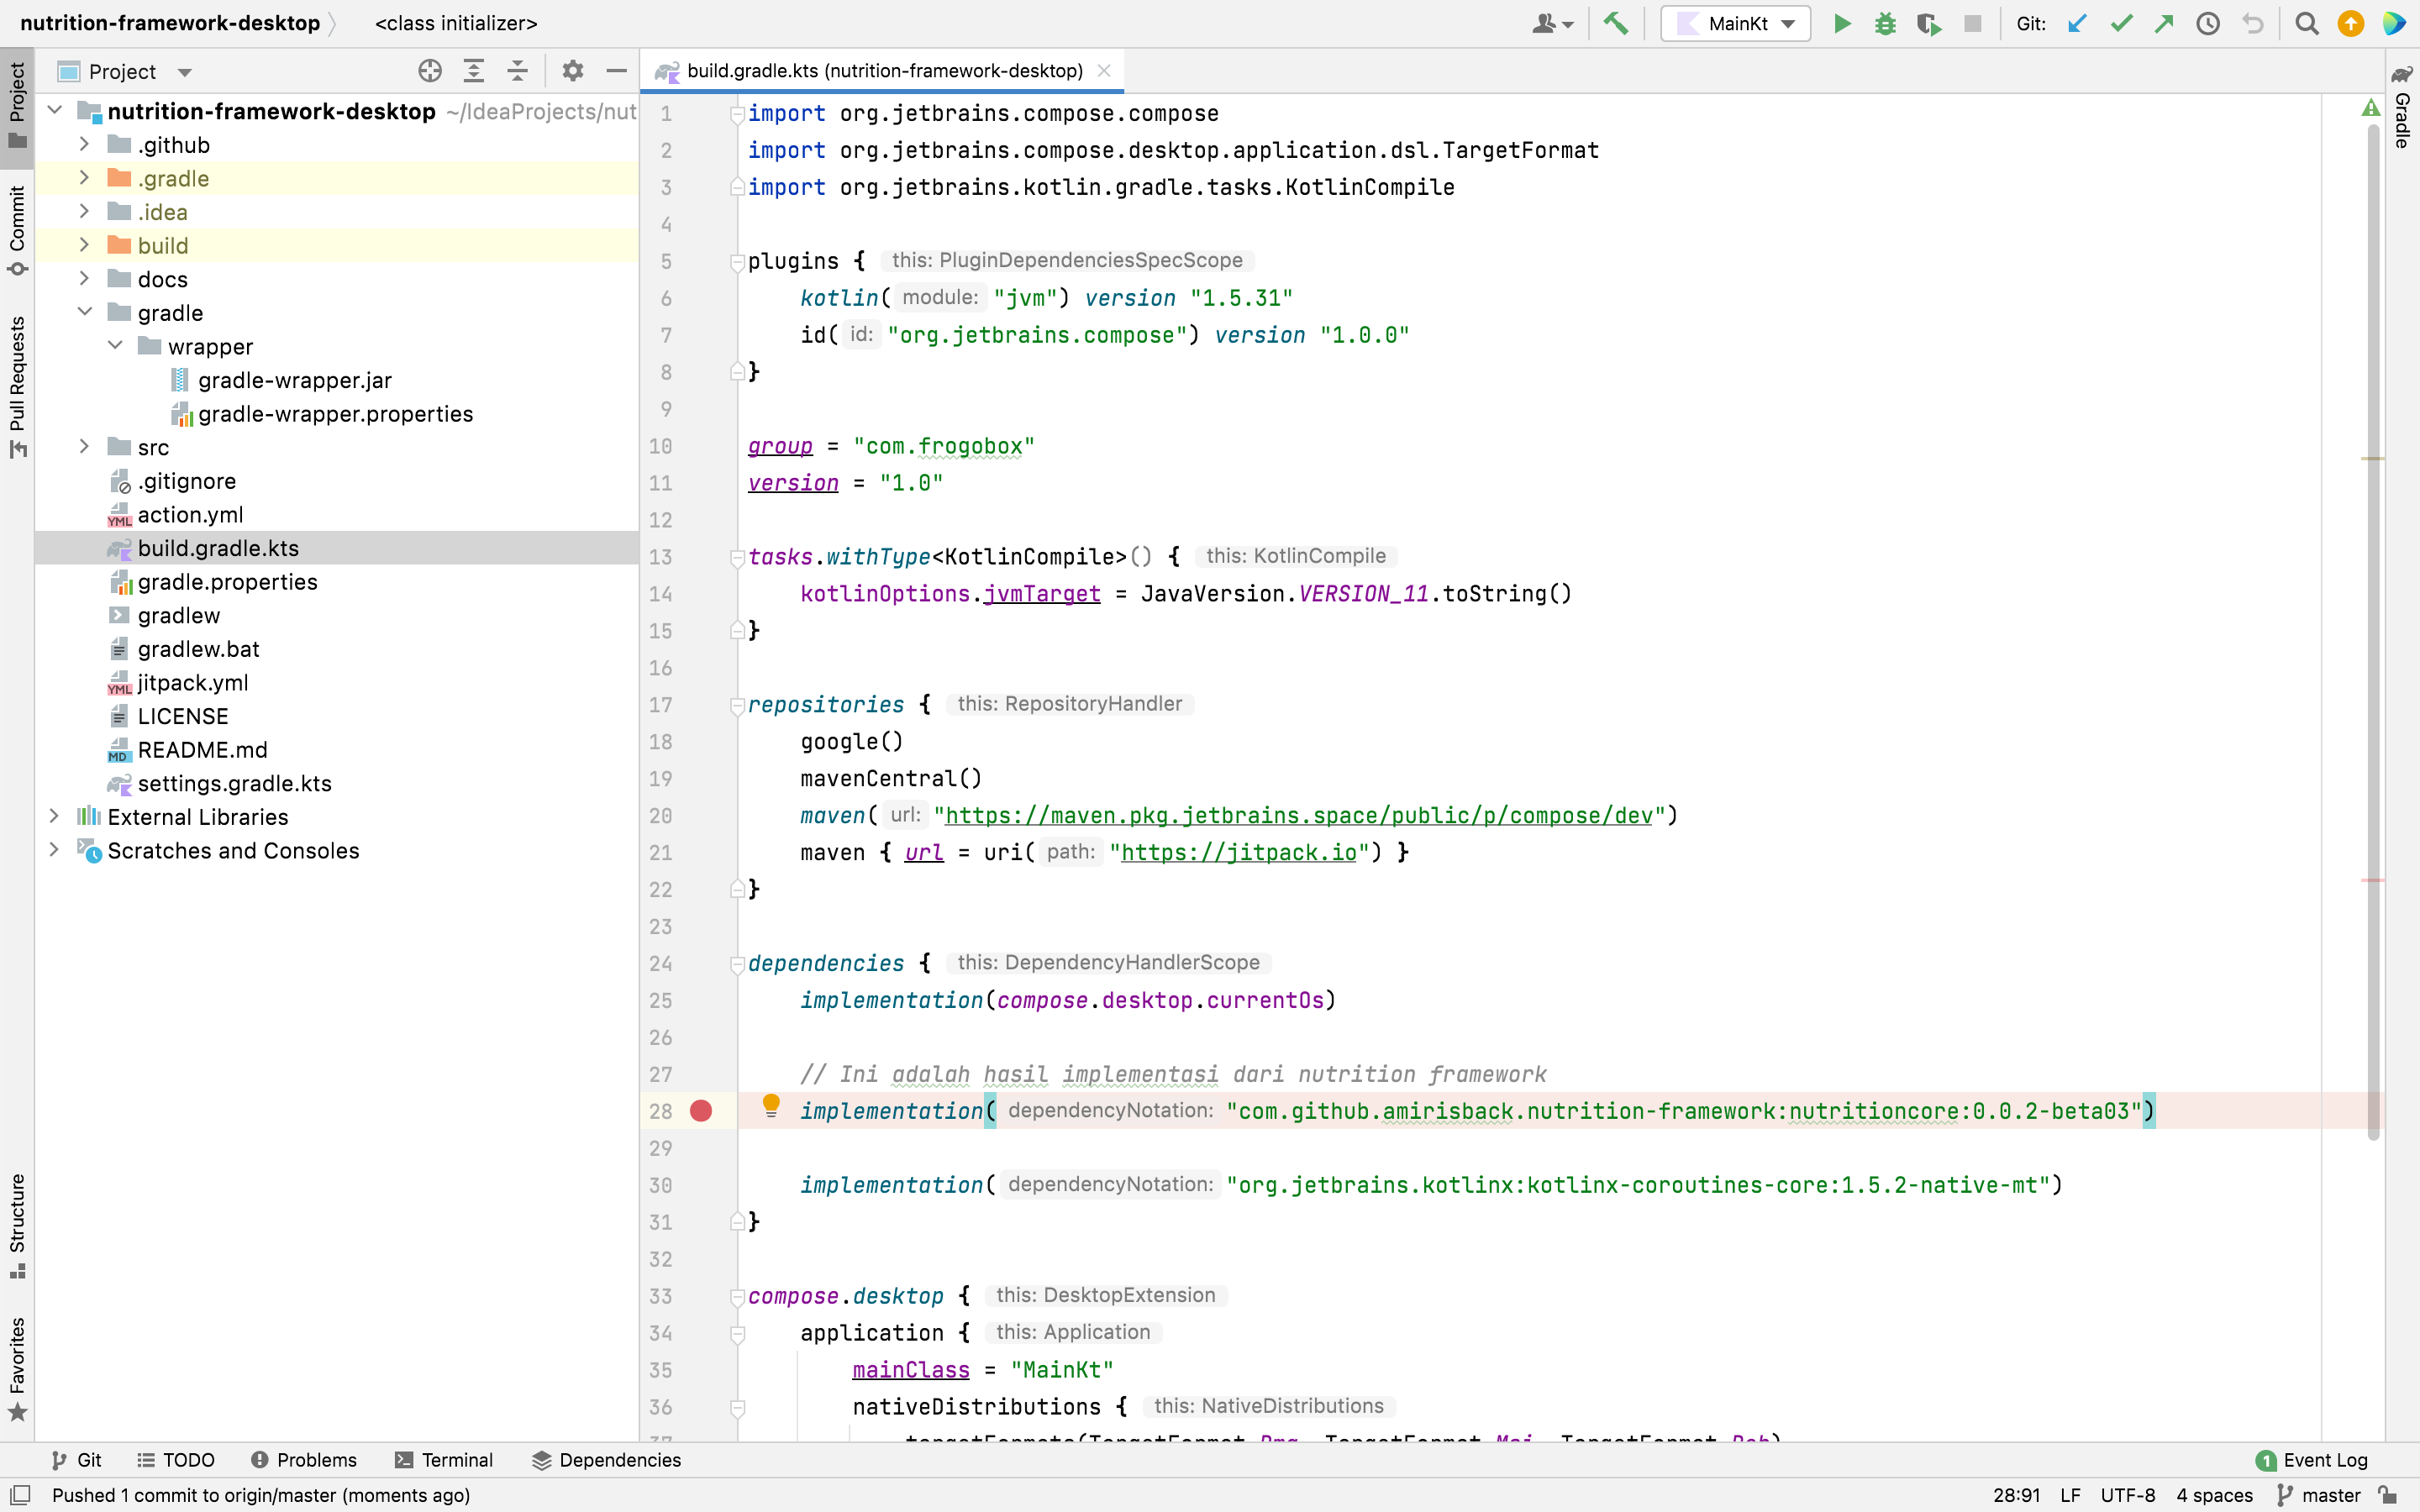 nutrition-framework-desktop
<class initializer>
MainKt
Git:
Project
build.gradle.kts (nutrition-framework-desktop)
Project
Commit
Pull Requests
Structure
Favorites
Gradle
nutrition-framework-desktop ~/IdeaProjects/nut
.github
.gradle
.idea
build
docs
gradle
wrapper
gradle-wrapper.jar
gradle-wrapper.properties
src
.gitignore
action.yml
build.gradle.kts
gradle.properties
gradlew
gradlew.bat
jitpack.yml
LICENSE
README.md
settings.gradle.kts
External Libraries
Scratches and Consoles
1 import org.jetbrains.compose.compose
2 import org.jetbrains.compose.desktop.application.dsl.TargetFormat
3 import org.jetbrains.kotlin.gradle.tasks.KotlinCompile
4
5 plugins { this: PluginDependenciesSpecScope
6 kotlin( module: "jvm") version "1.5.31"
7 id( id: "org.jetbrains.compose") version "1.0.0"
8 }
9
10 group = "com.frogobox"
11 version = "1.0"
12
13 tasks.withType<KotlinCompile>() { this: KotlinCompile
14 kotlinOptions.jvmTarget = JavaVersion.VERSION_11.toString()
15 }
16
17 repositories { this: RepositoryHandler
18 google()
19 mavenCentral()
20 maven( url: "https://maven.pkg.jetbrains.space/public/p/compose/dev")
21 maven { url = uri( path: "https://jitpack.io") }
22 }
23
24 dependencies { this: DependencyHandlerScope
25 implementation(compose.desktop.currentOs)
26
27 // Ini adalah hasil implementasi dari nutrition framework
28 implementation( dependencyNotation: "com.github.amirisback.nutrition-framework:nutritioncore:0.0.2-beta03")
29
30 implementation( dependencyNotation: "org.jetbrains.kotlinx:kotlinx-coroutines-core:1.5.2-native-mt")
31 }
32
33 compose.desktop { this: DesktopExtension
34 application { this: Application
35 mainClass = "MainKt"
36 nativeDistributions { this: NativeDistributions
37 targetFormats(TargetFormat.Dmg, TargetFormat.Msi, TargetFormat.Deb)
Git
TODO
Problems
Terminal
Dependencies
1 Event Log
Pushed 1 commit to origin/master (moments ago)
28:91 LF UTF-8 4 spaces master